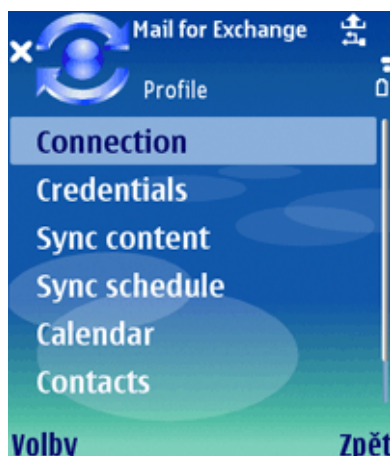 Mail for Exchange
Profile
Connection
Credentials
Sync content
Sync schedule
Calendar
Contacts
Volby Zpět